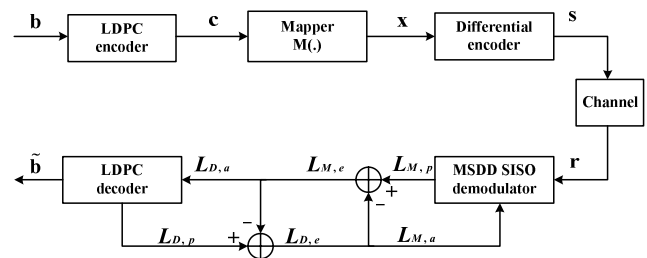 b
LDPC
encoder
c
Mapper
M(.)
x
Differential
encoder
s
Channel
b̃
LDPC
decoder
L_{D, a}
L_{M, e}
+
−
L_{M, p}
MSDD SISO
demodulator
r
L_{D, p}
−
+
L_{D, e}
L_{M, a}